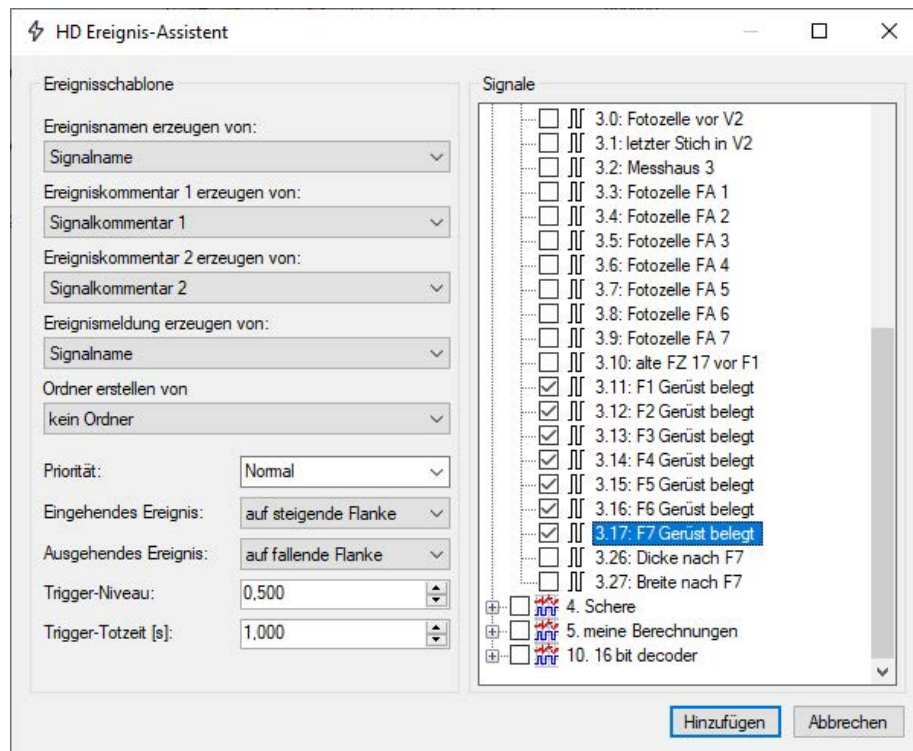 HD Ereignis-Assistent
Ereignisschablone
Ereignisnamen erzeugen von:
Signalname
Ereigniskommentar 1 erzeugen von:
Signalkommentar 1
Ereigniskommentar 2 erzeugen von:
Signalkommentar 2
Ereignismeldung erzeugen von:
Signalname
Ordner erstellen von
kein Ordner
Priorität: Normal
Eingehendes Ereignis: auf steigende Flanke
Ausgehendes Ereignis: auf fallende Flanke
Trigger-Niveau: 0,500
Trigger-Totzeit [s]: 1,000
Signale
3.0: Fotozelle vor V2
3.1: letzter Stich in V2
3.2: Messhaus 3
3.3: Fotozelle FA 1
3.4: Fotozelle FA 2
3.5: Fotozelle FA 3
3.6: Fotozelle FA 4
3.7: Fotozelle FA 5
3.8: Fotozelle FA 6
3.9: Fotozelle FA 7
3.10: alte FZ 17 vor F1
3.11: F1 Gerüst belegt
3.12: F2 Gerüst belegt
3.13: F3 Gerüst belegt
3.14: F4 Gerüst belegt
3.15: F5 Gerüst belegt
3.16: F6 Gerüst belegt
3.17: F7 Gerüst belegt
3.26: Dicke nach F7
3.27: Breite nach F7
4. Schere
5. meine Berechnungen
10. 16 bit decoder
Hinzufügen
Abbrechen